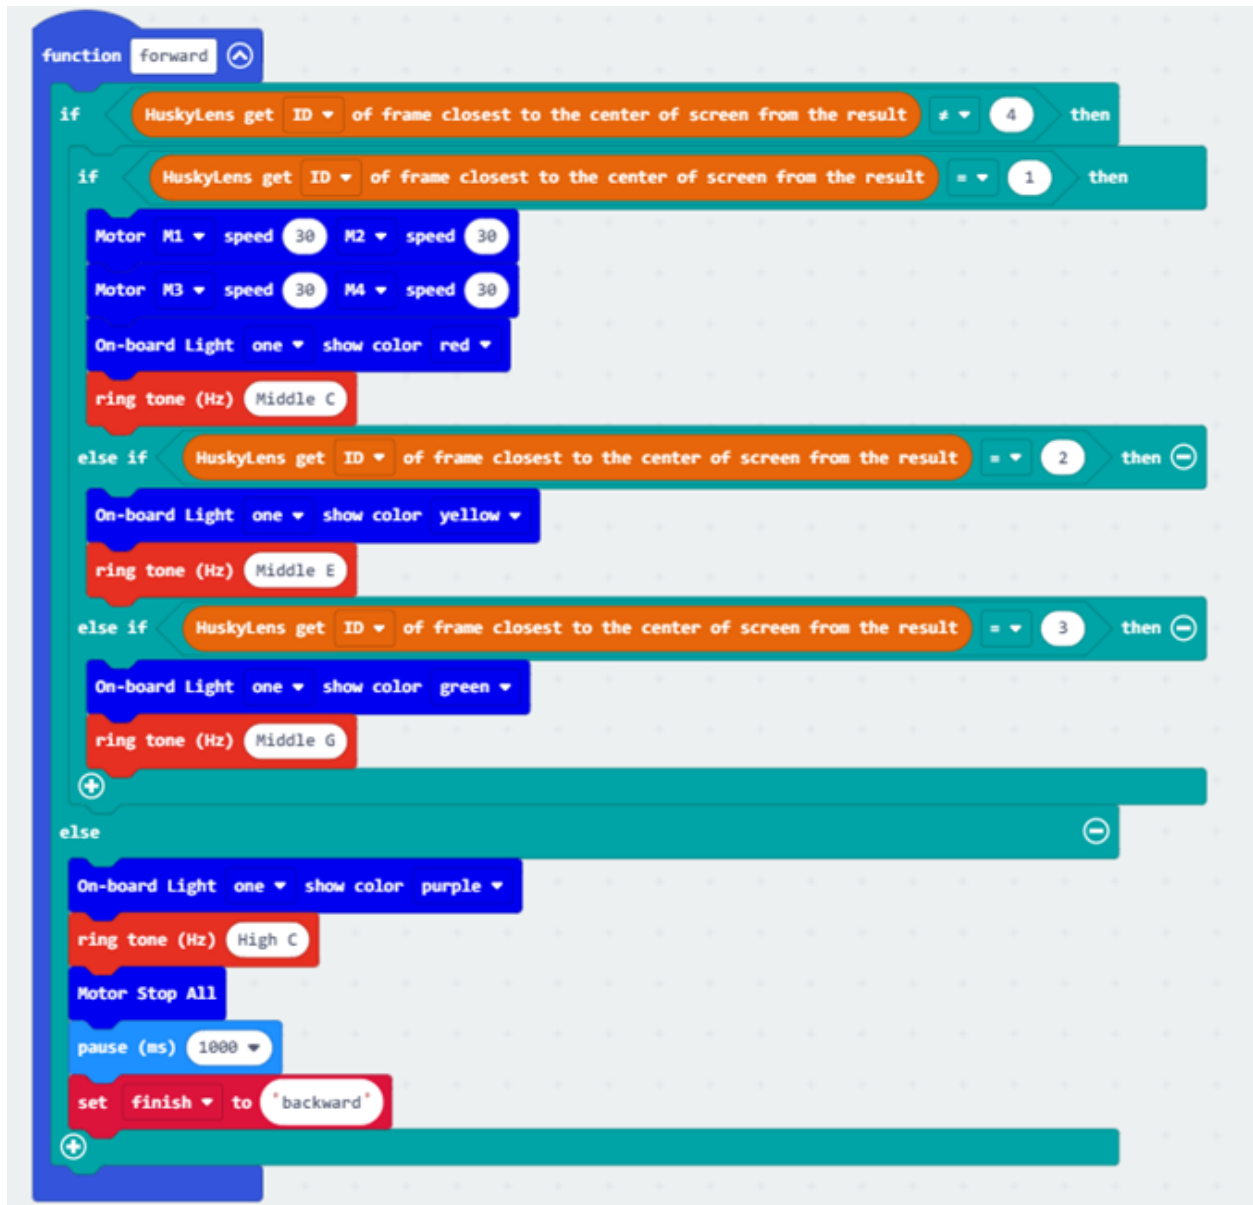 function forward
if HuskyLens get ID of frame closest to the center of screen from the result ≠ 4 then
if HuskyLens get ID of frame closest to the center of screen from the result = 1 then
Motor M1 speed 30 M2 speed 30
Motor M3 speed 30 M4 speed 30
On-board Light one show color red
ring tone (Hz) Middle C
else if HuskyLens get ID of frame closest to the center of screen from the result = 2 then
On-board Light one show color yellow
ring tone (Hz) Middle E
else if HuskyLens get ID of frame closest to the center of screen from the result = 3 then
On-board Light one show color green
ring tone (Hz) Middle G
else
On-board Light one show color purple
ring tone (Hz) High C
Motor Stop All
pause (ms) 1000
set finish to "backward"